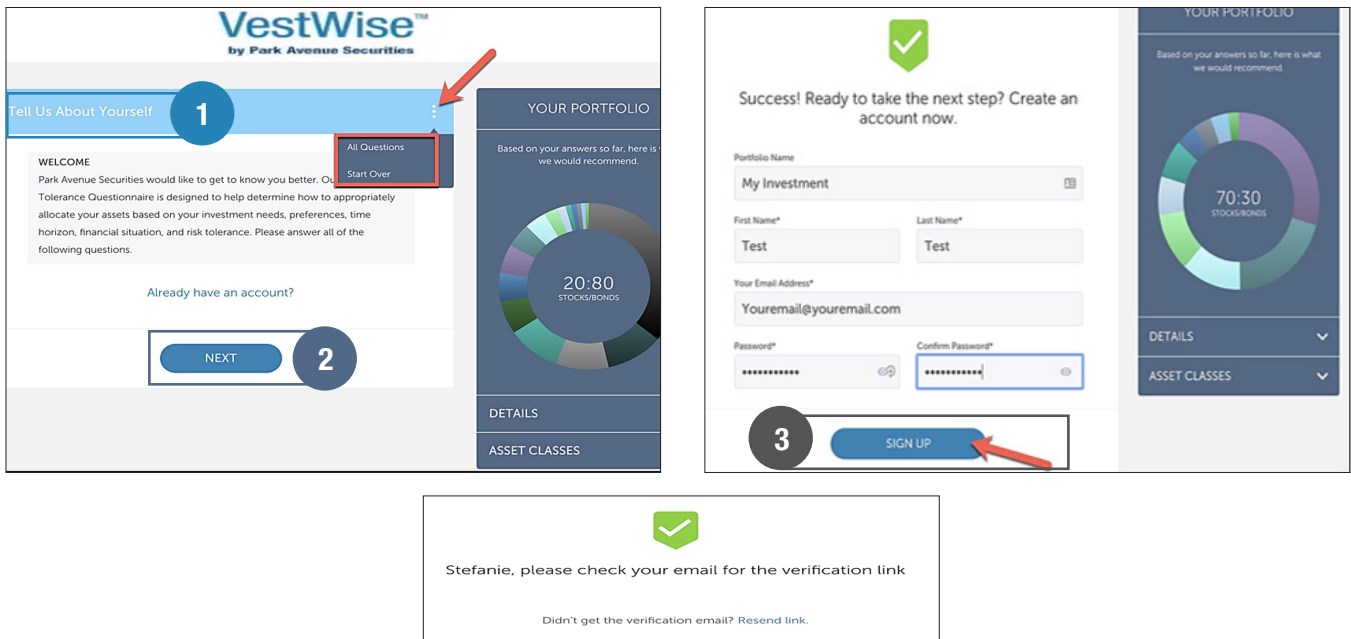 VestWise™
by Park Avenue Securities
Tell Us About Yourself
1
All Questions
Start Over
WELCOME
Park Avenue Securities would like to get to know you better. Ou
Tolerance Questionnaire is designed to help determine how to appropriately
allocate your assets based on your investment needs, preferences, time
horizon, financial situation, and risk tolerance. Please answer all of the
following questions.
Already have an account?
NEXT
2
YOUR PORTFOLIO
Based on your answers so far, here is
we would recommend.
20:80
STOCKS/BONDS
DETAILS
ASSET CLASSES
Success! Ready to take the next step? Create an
account now.
Portfolio Name
My Investment
First Name*
Last Name*
Test
Test
Your Email Address*
Youremail@youremail.com
Password*
Confirm Password*
•••••••••••
•••••••••••
3
SIGN UP
YOUR PORTFOLIO
Based on your answers so far, here is what
we would recommend.
70:30
STOCKS/BONDS
DETAILS
ASSET CLASSES
Stefanie, please check your email for the verification link
Didn't get the verification email? Resend link.